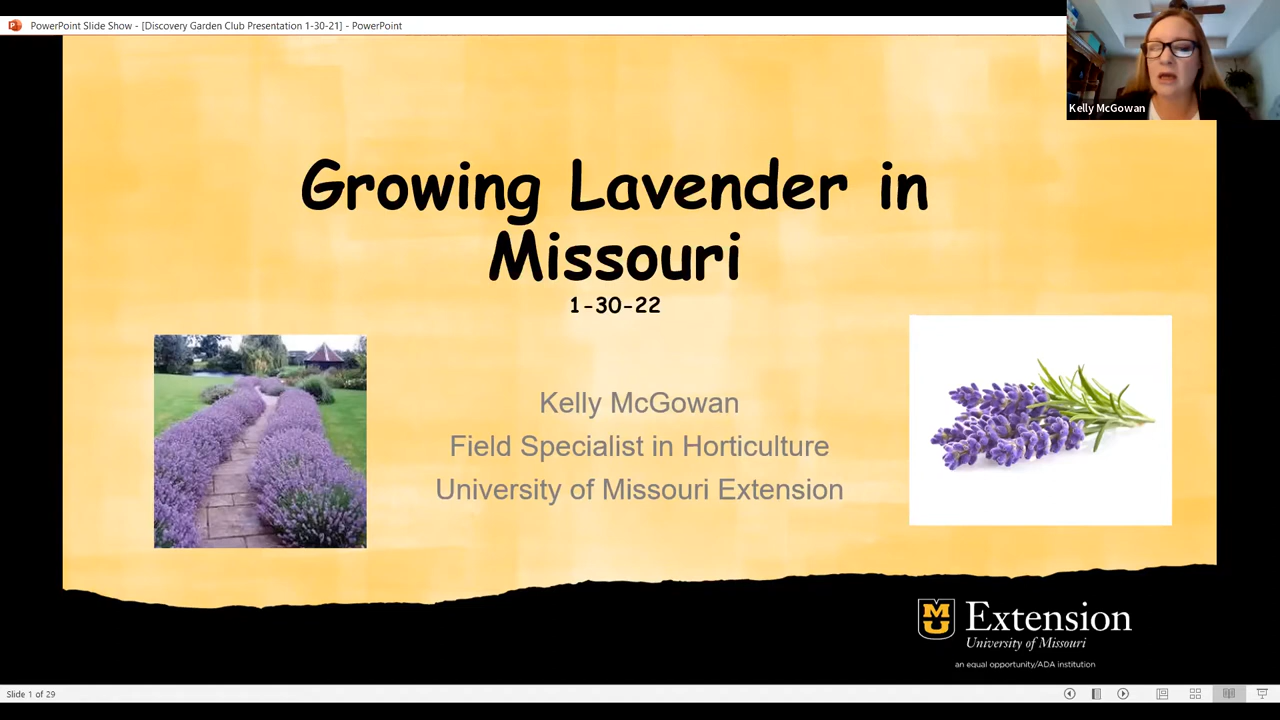 PowerPoint Slide Show - [Discovery Garden Club Presentation 1-30-21] - PowerPoint
Kelly McGowan
Growing Lavender in
Missouri
1-30-22
Kelly McGowan
Field Specialist in Horticulture
University of Missouri Extension
MU
Extension
University of Missouri
an equal opportunity/ADA institution
Slide 1 of 29